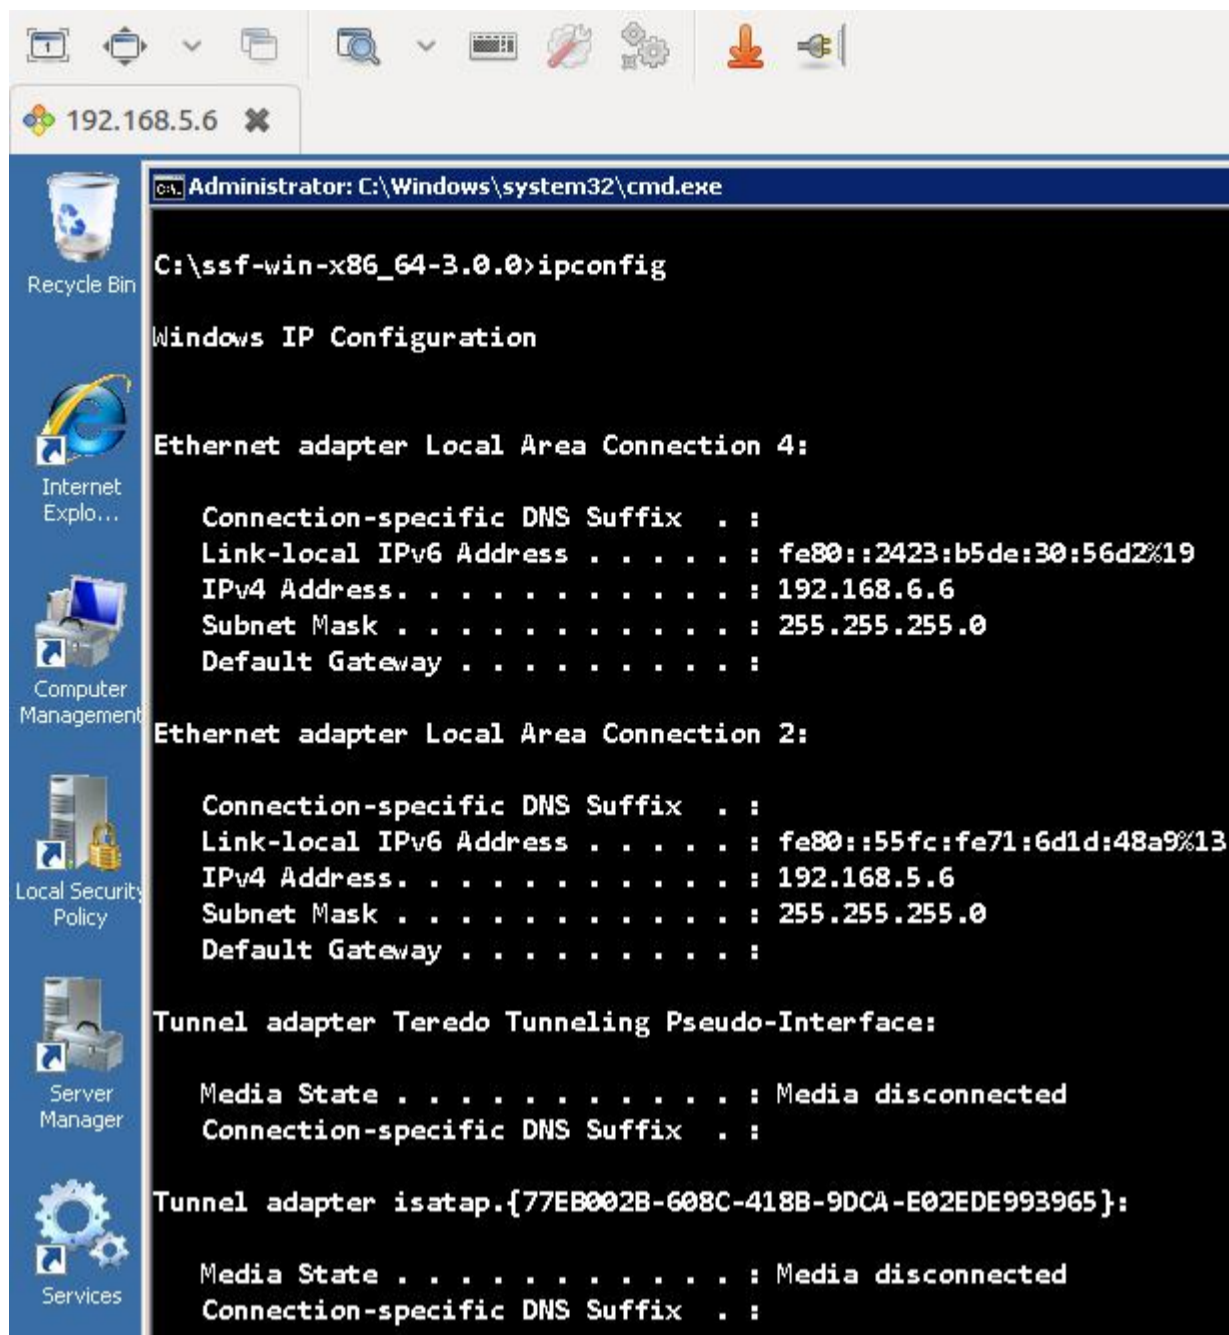 1
192.168.5.6
Administrator: C:\Windows\system32\cmd.exe
Recycle Bin
Internet
Explo...
Computer
Management
Local Security
Policy
Server
Manager
Services
C:\ssf-win-x86_64-3.0.0>ipconfig
Windows IP Configuration
Ethernet adapter Local Area Connection 4:
Connection-specific DNS Suffix . :
Link-local IPv6 Address . . . . . : fe80::2423:b5de:30:56d2%19
IPv4 Address. . . . . . . . . . . : 192.168.6.6
Subnet Mask . . . . . . . . . . . : 255.255.255.0
Default Gateway . . . . . . . . . :
Ethernet adapter Local Area Connection 2:
Connection-specific DNS Suffix . :
Link-local IPv6 Address . . . . . : fe80::55fc:fe71:6d1d:48a9%13
IPv4 Address. . . . . . . . . . . : 192.168.5.6
Subnet Mask . . . . . . . . . . . : 255.255.255.0
Default Gateway . . . . . . . . . :
Tunnel adapter Teredo Tunneling Pseudo-Interface:
Media State . . . . . . . . . . . : Media disconnected
Connection-specific DNS Suffix . :
Tunnel adapter isatap.{77EB002B-608C-418B-9DCA-E02EDE993965}:
Media State . . . . . . . . . . . : Media disconnected
Connection-specific DNS Suffix . :